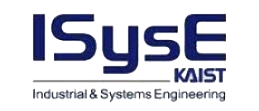 ISysE
KAIST
Industrial & Systems Engineering